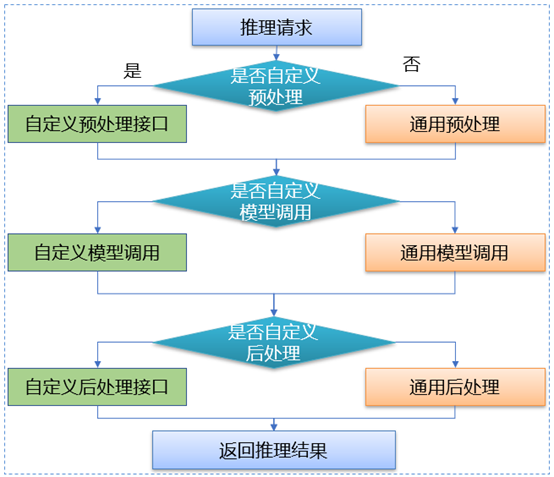 推理请求
是否自定义
预处理
是
否
自定义预处理接口
通用预处理
是否自定义
模型调用
自定义模型调用
通用模型调用
是否自定义
后处理
自定义后处理接口
通用后处理
返回推理结果